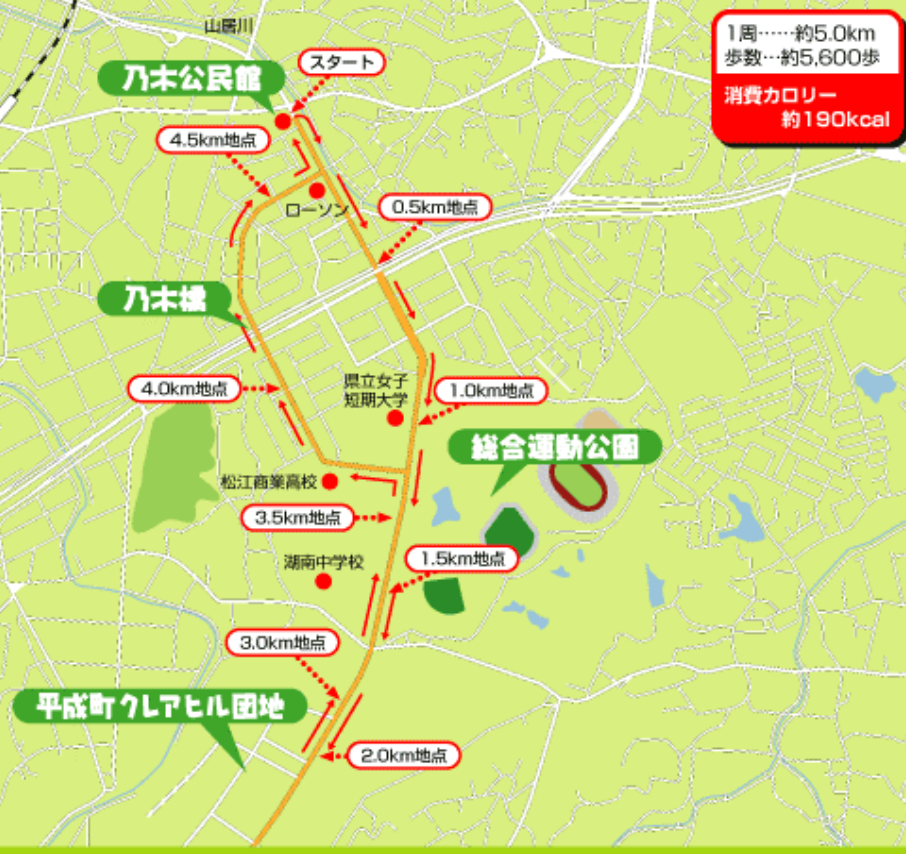 山居川
1周……約5.0km
歩数…約5,600歩
消費カロリー
約190kcal
スタート
乃木公民館
4.5km地点
ローソン
0.5km地点
乃木橋
4.0km地点
県立女子
短期大学
1.0km地点
総合運動公園
松江商業高校
3.5km地点
湖南中学校
1.5km地点
3.0km地点
平成町クレアヒル団地
2.0km地点